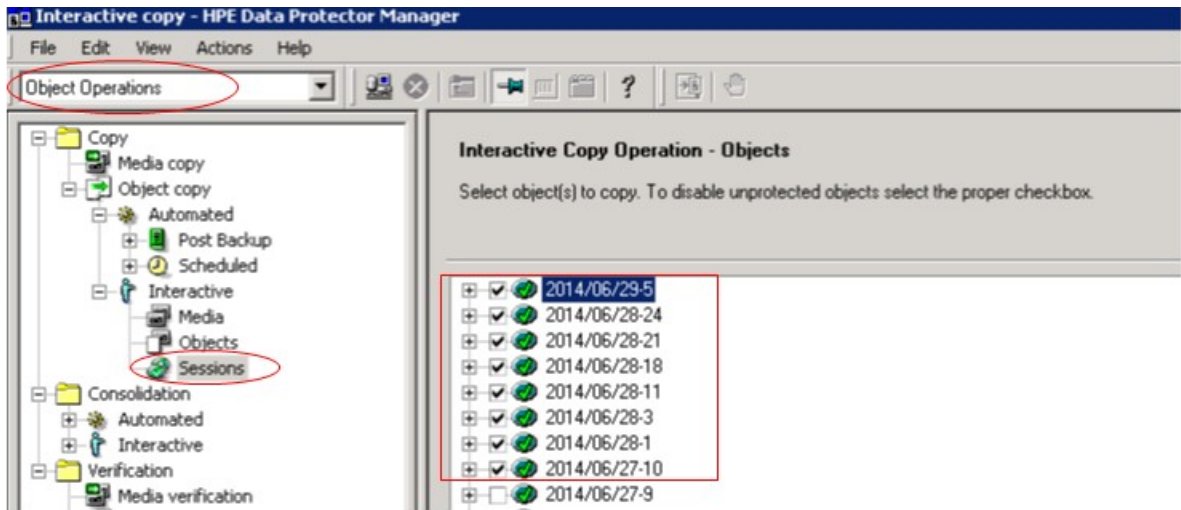 Interactive copy - HPE Data Protector Manager
File Edit View Actions Help
Object Operations
Copy
Media copy
Object copy
Automated
Post Backup
Scheduled
Interactive
Media
Objects
Sessions
Consolidation
Automated
Interactive
Verification
Media verification
Interactive Copy Operation - Objects
Select object(s) to copy. To disable unprotected objects select the proper checkbox.
2014/06/29-5
2014/06/28-24
2014/06/28-21
2014/06/28-18
2014/06/28-11
2014/06/28-3
2014/06/28-1
2014/06/27-10
2014/06/27-9